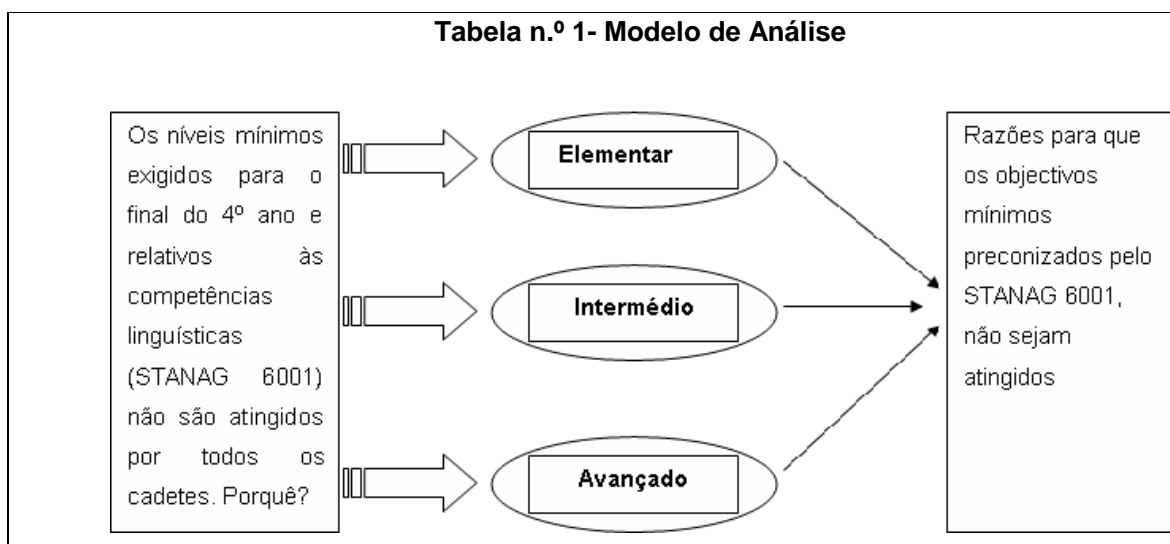 Tabela n.º 1- Modelo de Análise
Os níveis mínimos
exigidos para o
final do 4º ano e
relativos às
competências
linguísticas
(STANAG 6001)
não são atingidos
por todos os
cadetes. Porquê?
Elementar
Intermédio
Avançado
Razões para que
os objectivos
mínimos
preconizados pelo
STANAG 6001,
não sejam
atingidos